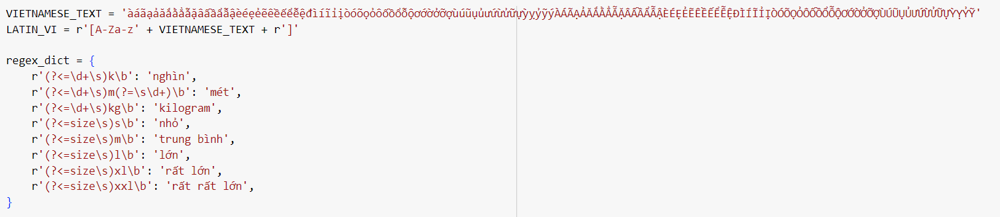 VIETNAMESE_TEXT = 'àáãạảăắằẳẵặâấầẩẫậèéẹẻẽêềếểễệđìíĩỉịòóõọỏôốồổỗộơớờởỡợùúũụủưứừửữựỳỵỷỹýÀÁÃẠẢĂẮẰẲẴẶÂẤẦẨẪẬÈÉẸẺẼÊỀẾỂỄỆĐÌÍĨỈỊÒÓÕỌỎÔỐỒỔỖỘƠỚỜỞỠỢÙÚŨỤỦƯỨỪỬỮỰỲỴỶỸ'
LATIN_VI = r'[A-Za-z' + VIETNAMESE_TEXT + r']'
regex_dict = {
r'(?<=\d+\s)k\b': 'nghìn',
r'(?<=\d+\s)m(?=\s\d+)\b': 'mét',
r'(?<=\d+\s)kg\b': 'kilogram',
r'(?<=size\s)s\b': 'nhỏ',
r'(?<=size\s)m\b': 'trung bình',
r'(?<=size\s)l\b': 'lớn',
r'(?<=size\s)xl\b': 'rất lớn',
r'(?<=size\s)xxl\b': 'rất rất lớn',
}